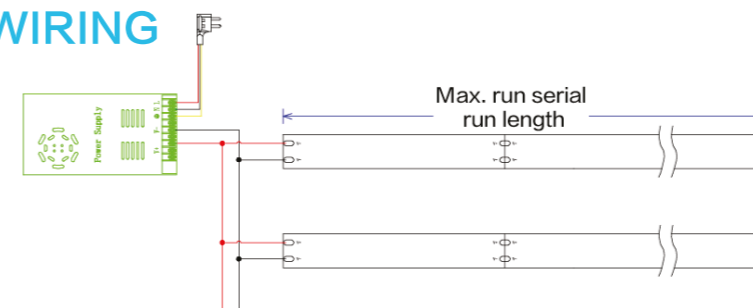 WIRING
Max. run serial
run length
Power Supply
N L
V-
V+